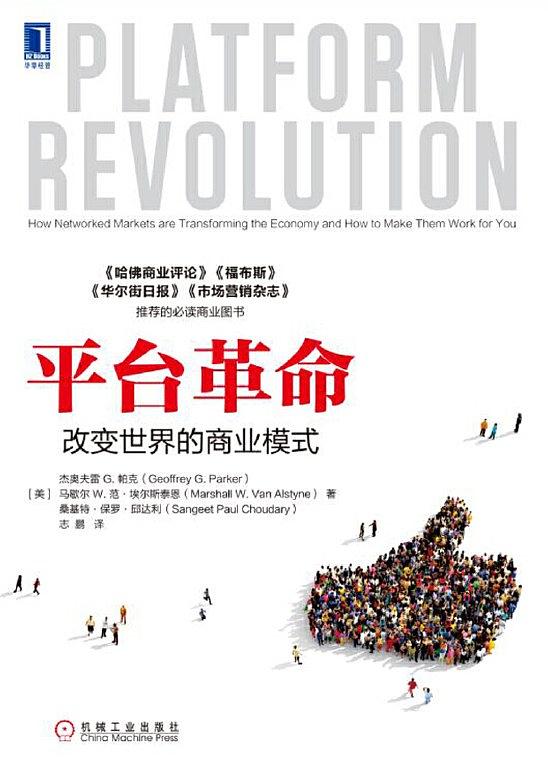 HZ Books
华章经管
PLATFORM
REVOLUTION
How Networked Markets are Transforming the Economy and How to Make Them Work for You
《哈佛商业评论》《福布斯》
《华尔街日报》《市场营销杂志》
推荐的必读商业图书
平台革命
改变世界的商业模式
杰奥夫雷 G. 帕克(Geoffrey G. Parker)
[美] 马歇尔 W. 范·埃尔斯泰恩(Marshall W. Van Alstyne) 著
桑基特·保罗·邱达利(Sangeet Paul Choudary)
志鹏 译
机械工业出版社
China Machine Press